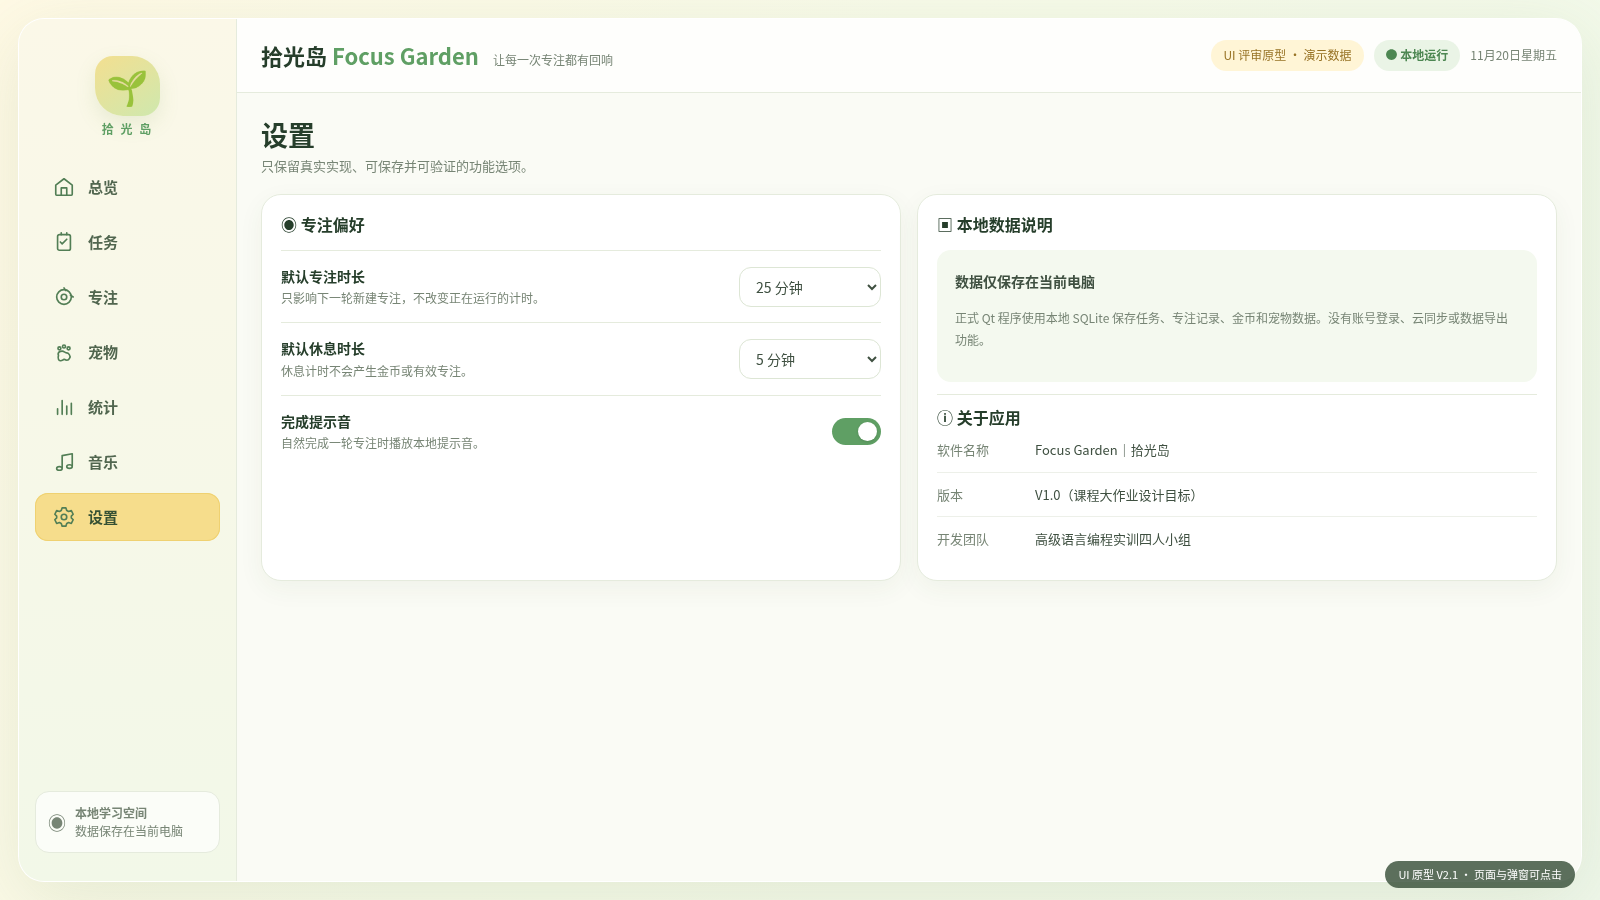 拾光岛 Focus Garden 让每一次专注都有回响
UI 评审原型 · 演示数据
本地运行
11月20日星期五
拾光岛
总览
任务
专注
宠物
统计
音乐
设置
本地学习空间
数据保存在当前电脑
设置
只保留真实实现、可保存并可验证的功能选项。
专注偏好
默认专注时长
只影响下一轮新建专注，不改变正在运行的计时。
25 分钟
默认休息时长
休息计时不会产生金币或有效专注。
5 分钟
完成提示音
自然完成一轮专注时播放本地提示音。
本地数据说明
数据仅保存在当前电脑
正式 Qt 程序使用本地 SQLite 保存任务、专注记录、金币和宠物数据。没有账号登录、云同步或数据导出
功能。
关于应用
软件名称 Focus Garden｜拾光岛
版本 V1.0（课程大作业设计目标）
开发团队 高级语言编程实训四人小组
UI 原型 V2.1 · 页面与弹窗可点击